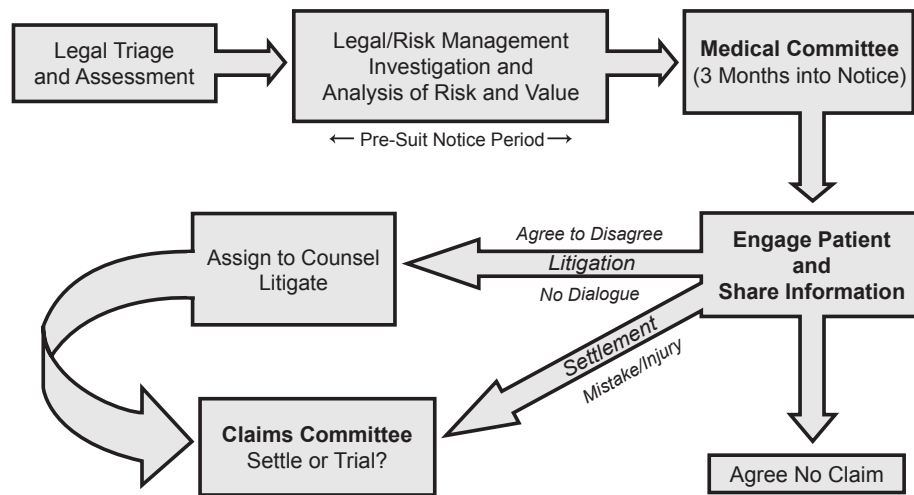 Legal Triage
and Assessment
Legal/Risk Management
Investigation and
Analysis of Risk and Value
Medical Committee
(3 Months into Notice)
← Pre-Suit Notice Period →
Assign to Counsel
Litigate
Agree to Disagree
Litigation
No Dialogue
Engage Patient
and
Share Information
Settlement
Mistake/Injury
Claims Committee
Settle or Trial?
Agree No Claim